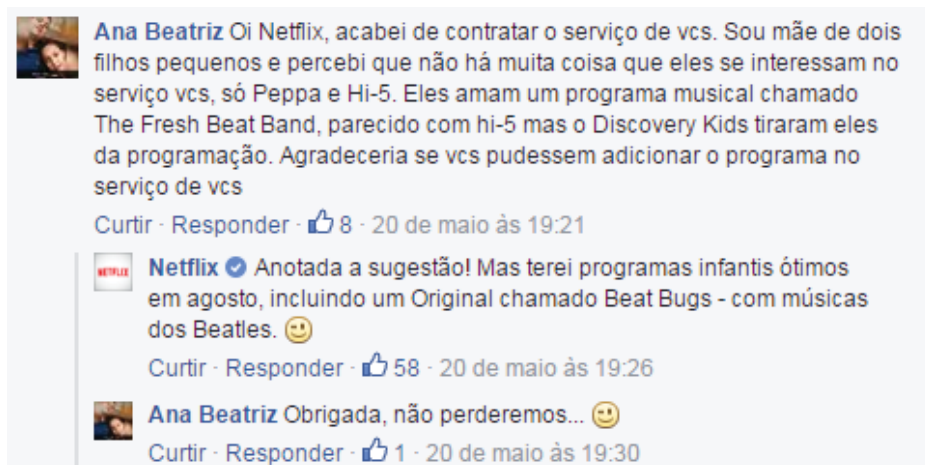 Ana Beatriz Oi Netflix, acabei de contratar o serviço de vcs. Sou mãe de dois
filhos pequenos e percebi que não há muita coisa que eles se interessam no
serviço vcs, só Peppa e Hi-5. Eles amam um programa musical chamado
The Fresh Beat Band, parecido com hi-5 mas o Discovery Kids tiraram eles
da programação. Agradeceria se vcs pudessem adicionar o programa no
serviço de vcs
Curtir · Responder · 8 · 20 de maio às 19:21
NETFLIX
Netflix Anotada a sugestão! Mas terei programas infantis ótimos
em agosto, incluindo um Original chamado Beat Bugs - com músicas
dos Beatles.
Curtir · Responder · 58 · 20 de maio às 19:26
Ana Beatriz Obrigada, não perderemos...
Curtir · Responder · 1 · 20 de maio às 19:30